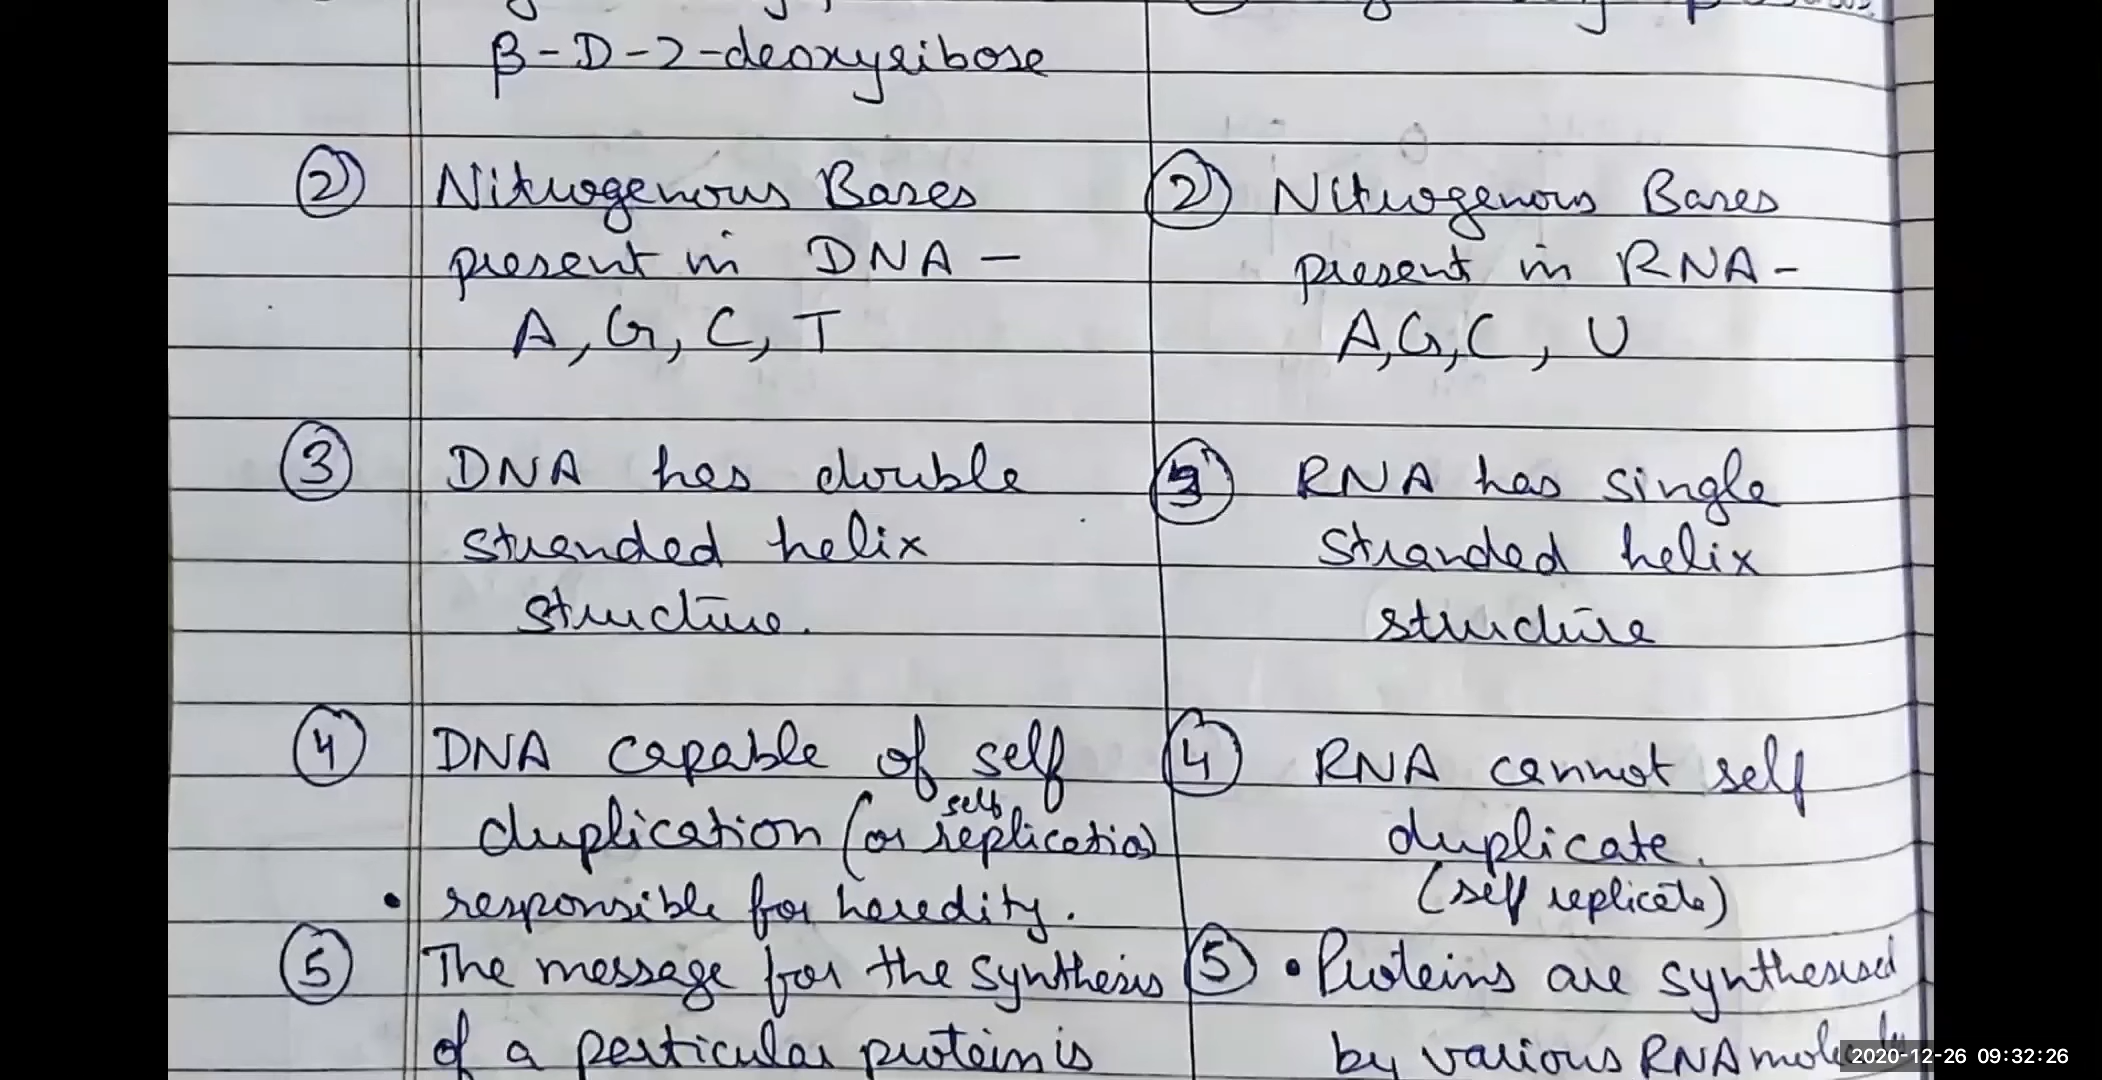 β-D-2-deoxyribose
② Nitrogenous Bases
present in DNA -
A, G, C, T
③ DNA has double
stranded helix
structure.
④ DNA capable of self
duplication (or self replication)
• responsible for heredity.
⑤ The message for the synthesis
of a particular protein is
② Nitrogenous Bases
present in RNA -
A, G, C, U
③ RNA has single
stranded helix
structure
④ RNA cannot self
duplicate.
(self replicate)
⑤ • Proteins are synthesised
by various RNA
2020-12-26 09:32:26